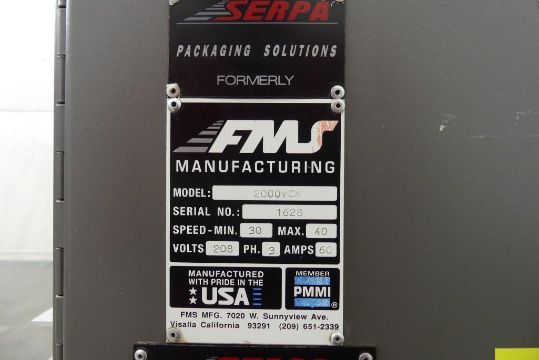 SERPA
PACKAGING SOLUTIONS
FORMERLY
FMS
MANUFACTURING
MODEL: 2000VCM
SERIAL NO.: 1628
SPEED-MIN. 30 MAX. 40
VOLTS 208 PH. 3 AMPS 60
MANUFACTURED
WITH PRIDE IN THE
USA
MEMBER
PMMI
®
FMS MFG. 7020 W. Sunnyview Ave.
Visalia California 93291 (209) 651-2339
SERPA